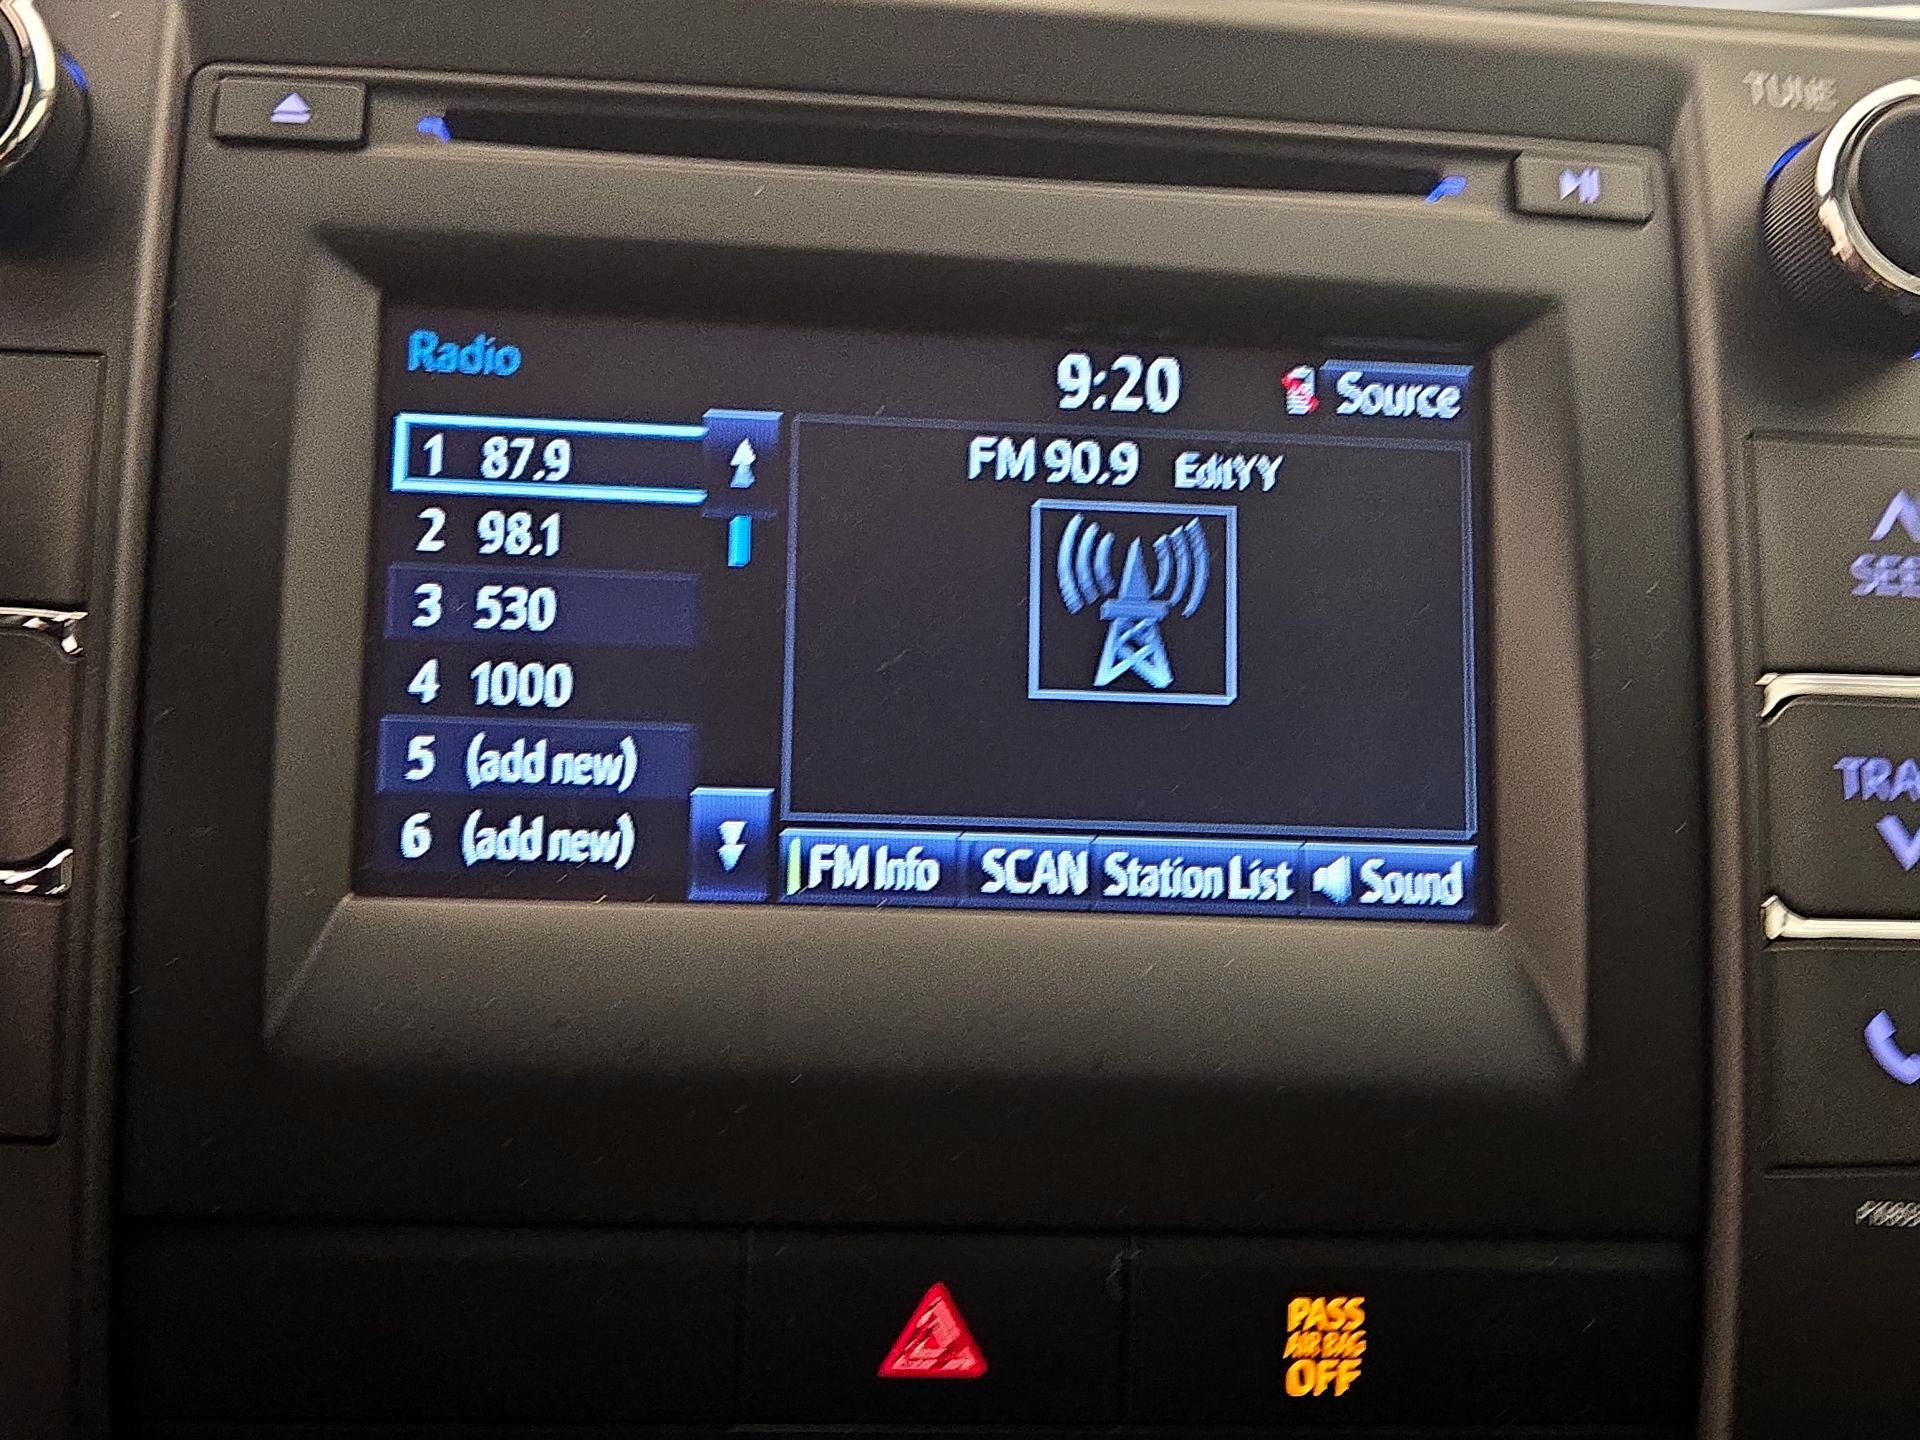 TUNE
Radio
9:20
Source
1 87.9
FM 90.9
2 98.1
3 530
4 1000
5 (add new)
6 (add new)
FM Info
SCAN
Station List
Sound
PASS
AIR BAG
OFF